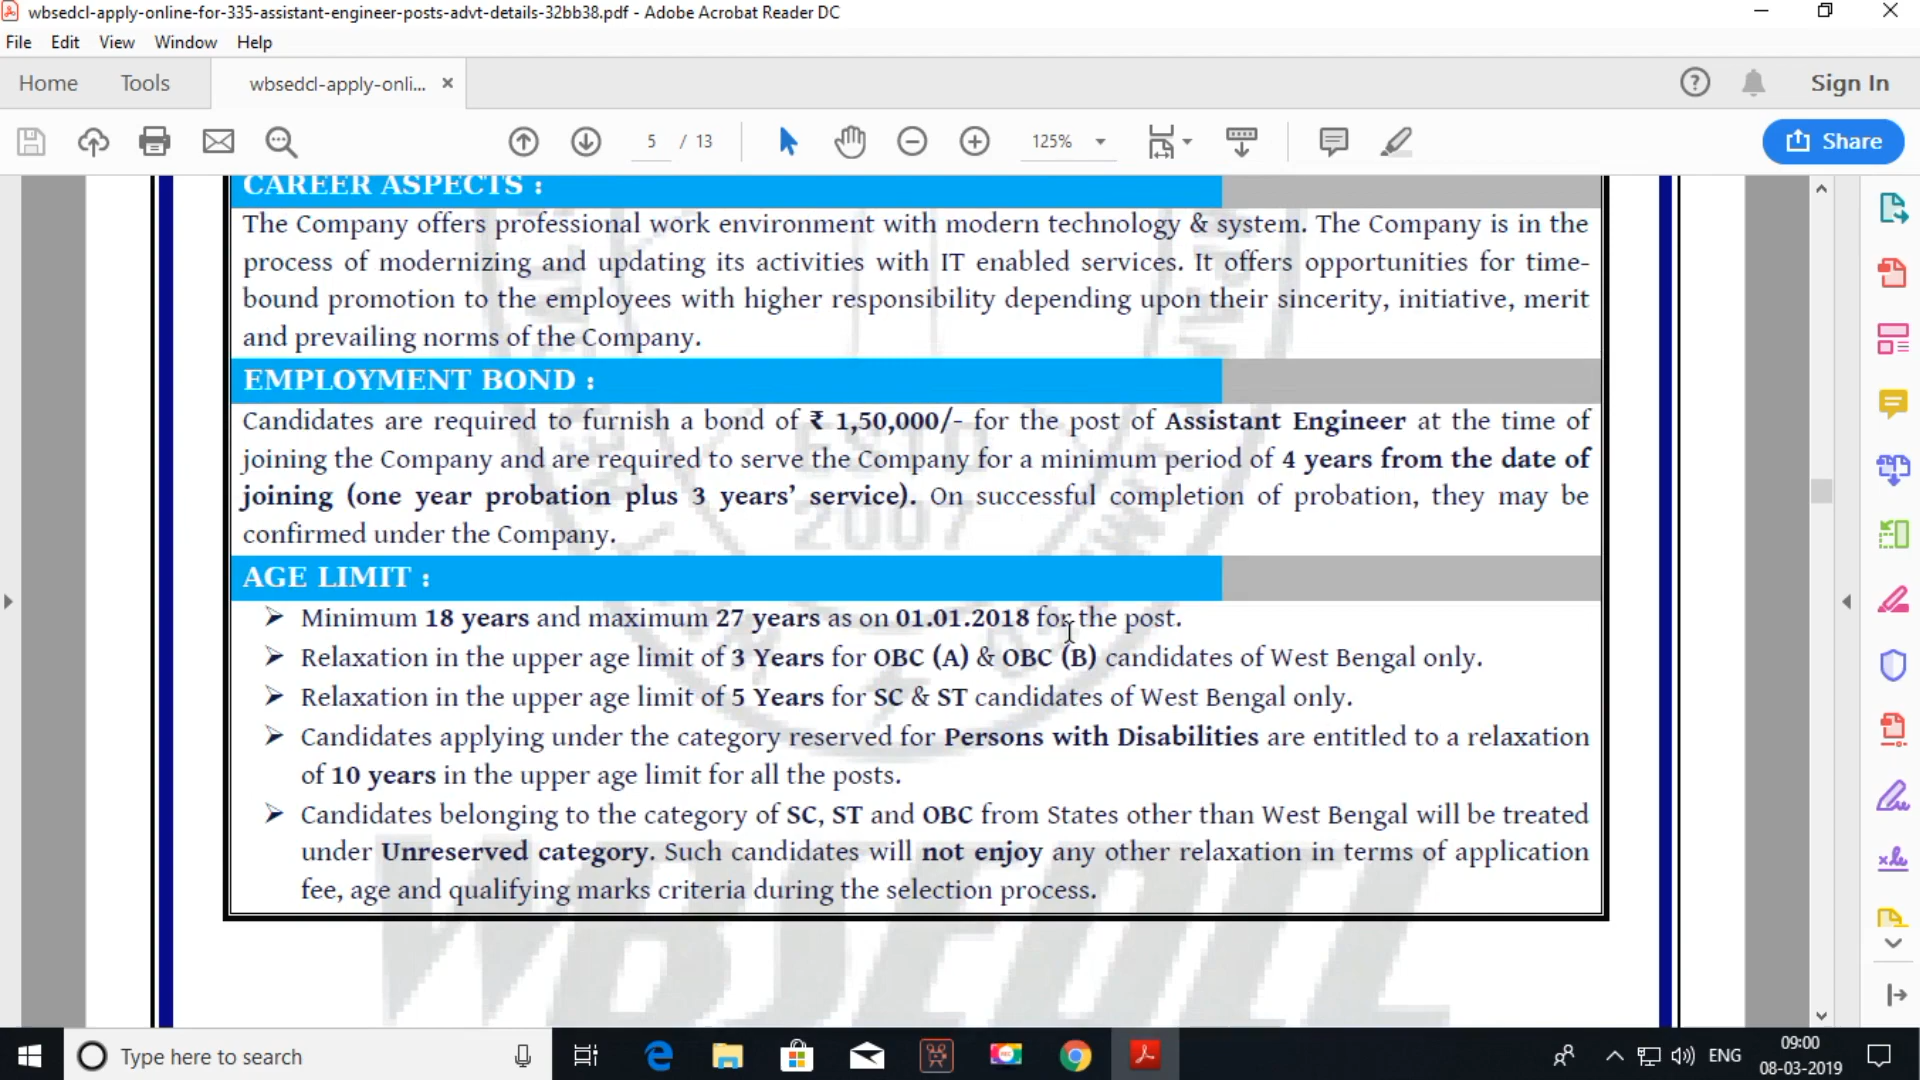 wbsedcl-apply-online-for-335-assistant-engineer-posts-advt-details-32bb38.pdf - Adobe Acrobat Reader DC
File Edit View Window Help
Home Tools wbsedcl-apply-onli... × Sign In
5 / 13 125% Share
CAREER ASPECTS :
The Company offers professional work environment with modern technology & system. The Company is in the
process of modernizing and updating its activities with IT enabled services. It offers opportunities for time-
bound promotion to the employees with higher responsibility depending upon their sincerity, initiative, merit
and prevailing norms of the Company.
EMPLOYMENT BOND :
Candidates are required to furnish a bond of ₹ 1,50,000/- for the post of Assistant Engineer at the time of
joining the Company and are required to serve the Company for a minimum period of 4 years from the date of
joining (one year probation plus 3 years’ service). On successful completion of probation, they may be
confirmed under the Company.
AGE LIMIT :
➢ Minimum 18 years and maximum 27 years as on 01.01.2018 for the post.
➢ Relaxation in the upper age limit of 3 Years for OBC (A) & OBC (B) candidates of West Bengal only.
➢ Relaxation in the upper age limit of 5 Years for SC & ST candidates of West Bengal only.
➢ Candidates applying under the category reserved for Persons with Disabilities are entitled to a relaxation
of 10 years in the upper age limit for all the posts.
➢ Candidates belonging to the category of SC, ST and OBC from States other than West Bengal will be treated
under Unreserved category. Such candidates will not enjoy any other relaxation in terms of application
fee, age and qualifying marks criteria during the selection process.
ESTD
2007
WBSEDCL
Type here to search
ENG
09:00
08-03-2019